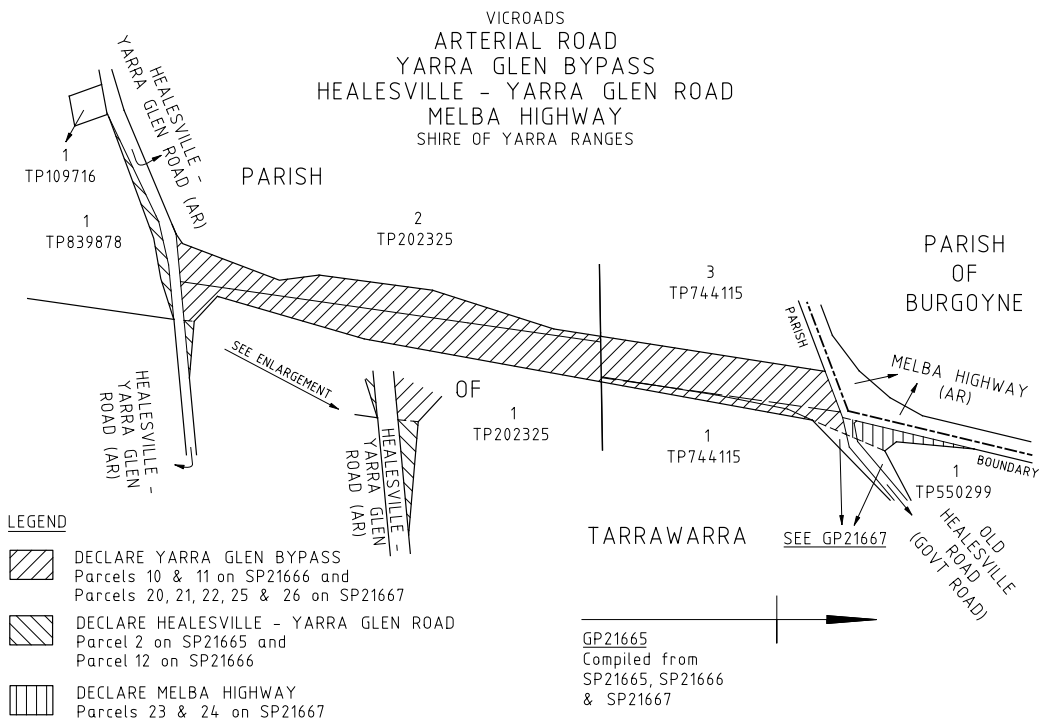 VICROADS
ARTERIAL ROAD
YARRA GLEN BYPASS
HEALESVILLE - YARRA GLEN ROAD
MELBA HIGHWAY
SHIRE OF YARRA RANGES
HEALESVILLE -
YARRA GLEN
ROAD (AR)
1
TP109716
PARISH
1
TP839878
2
TP202325
3
TP744115
PARISH
OF
BURGOYNE
PARISH
MELBA HIGHWAY
(AR)
SEE ENLARGEMENT
OF
HEALESVILLE -
YARRA GLEN
ROAD (AR)
HEALESVILLE -
YARRA GLEN
ROAD (AR)
1
TP202325
1
TP744115
BOUNDARY
1
TP550299
TARRAWARRA
SEE GP21667
OLD
HEALESVILLE
ROAD
(GOVT ROAD)
LEGEND
DECLARE YARRA GLEN BYPASS
Parcels 10 & 11 on SP21666 and
Parcels 20, 21, 22, 25 & 26 on SP21667
DECLARE HEALESVILLE - YARRA GLEN ROAD
Parcel 2 on SP21665 and
Parcel 12 on SP21666
DECLARE MELBA HIGHWAY
Parcels 23 & 24 on SP21667
GP21665
Compiled from
SP21665, SP21666
& SP21667